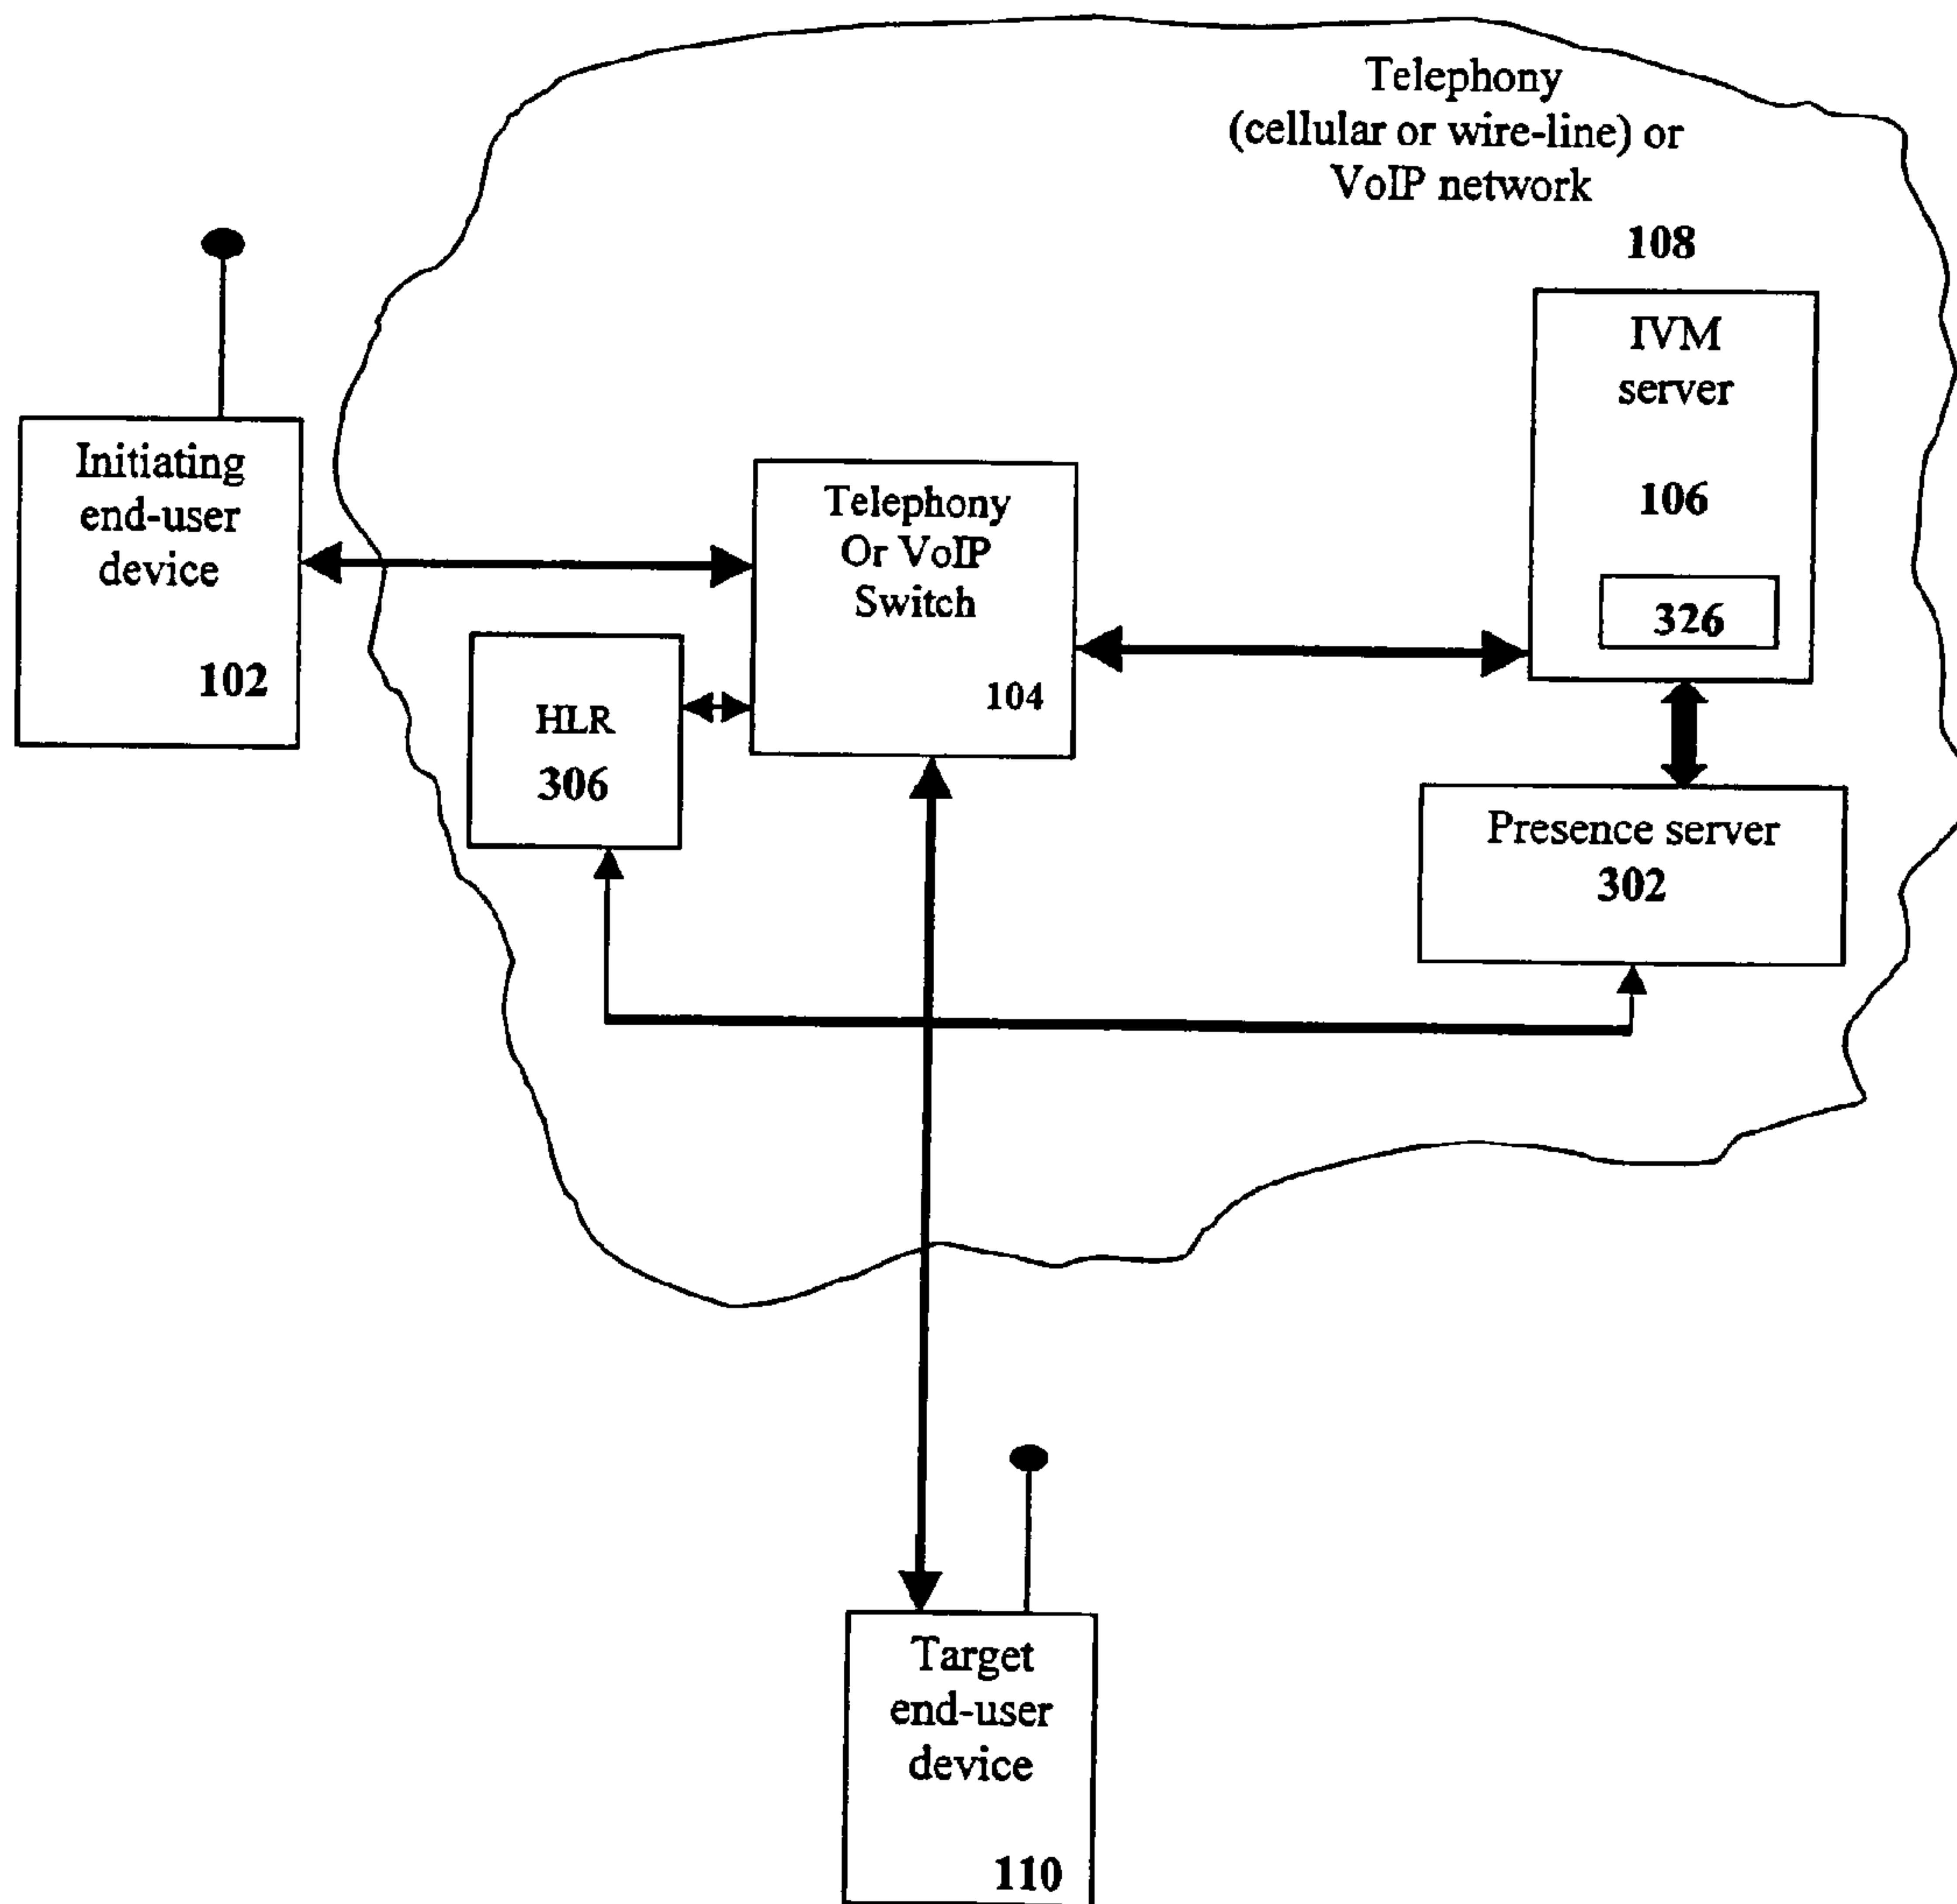 Telephony
(cellular or wire-line) or
VoIP network
108
IVM
server
106
326
Initiating
end-user
device
102
Telephony
Or VoIP
Switch
104
HLR
306
Presence server
302
Target
end-user
device
110